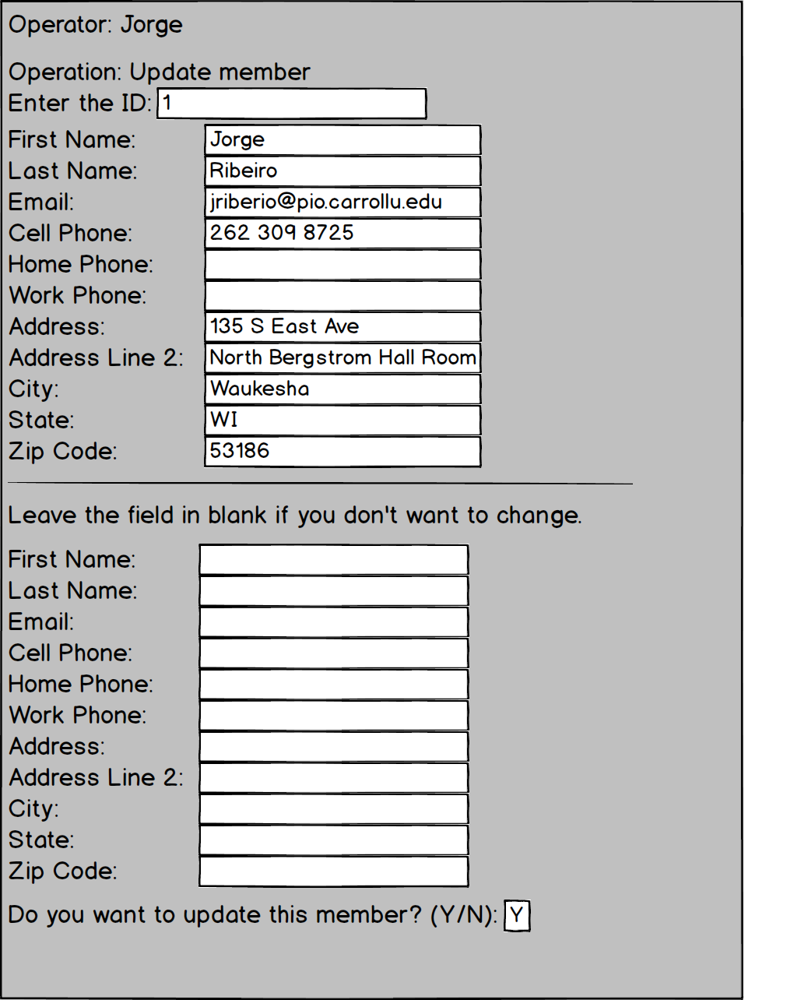 Operator: Jorge
Operation: Update member
Enter the ID: 1
First Name: Jorge
Last Name: Ribeiro
Email: jriberio@pio.carrollu.edu
Cell Phone: 262 309 8725
Home Phone:
Work Phone:
Address: 135 S East Ave
Address Line 2: North Bergstrom Hall Room
City: Waukesha
State: WI
Zip Code: 53186
Leave the field in blank if you don't want to change.
First Name:
Last Name:
Email:
Cell Phone:
Home Phone:
Work Phone:
Address:
Address Line 2:
City:
State:
Zip Code:
Do you want to update this member? (Y/N): Y